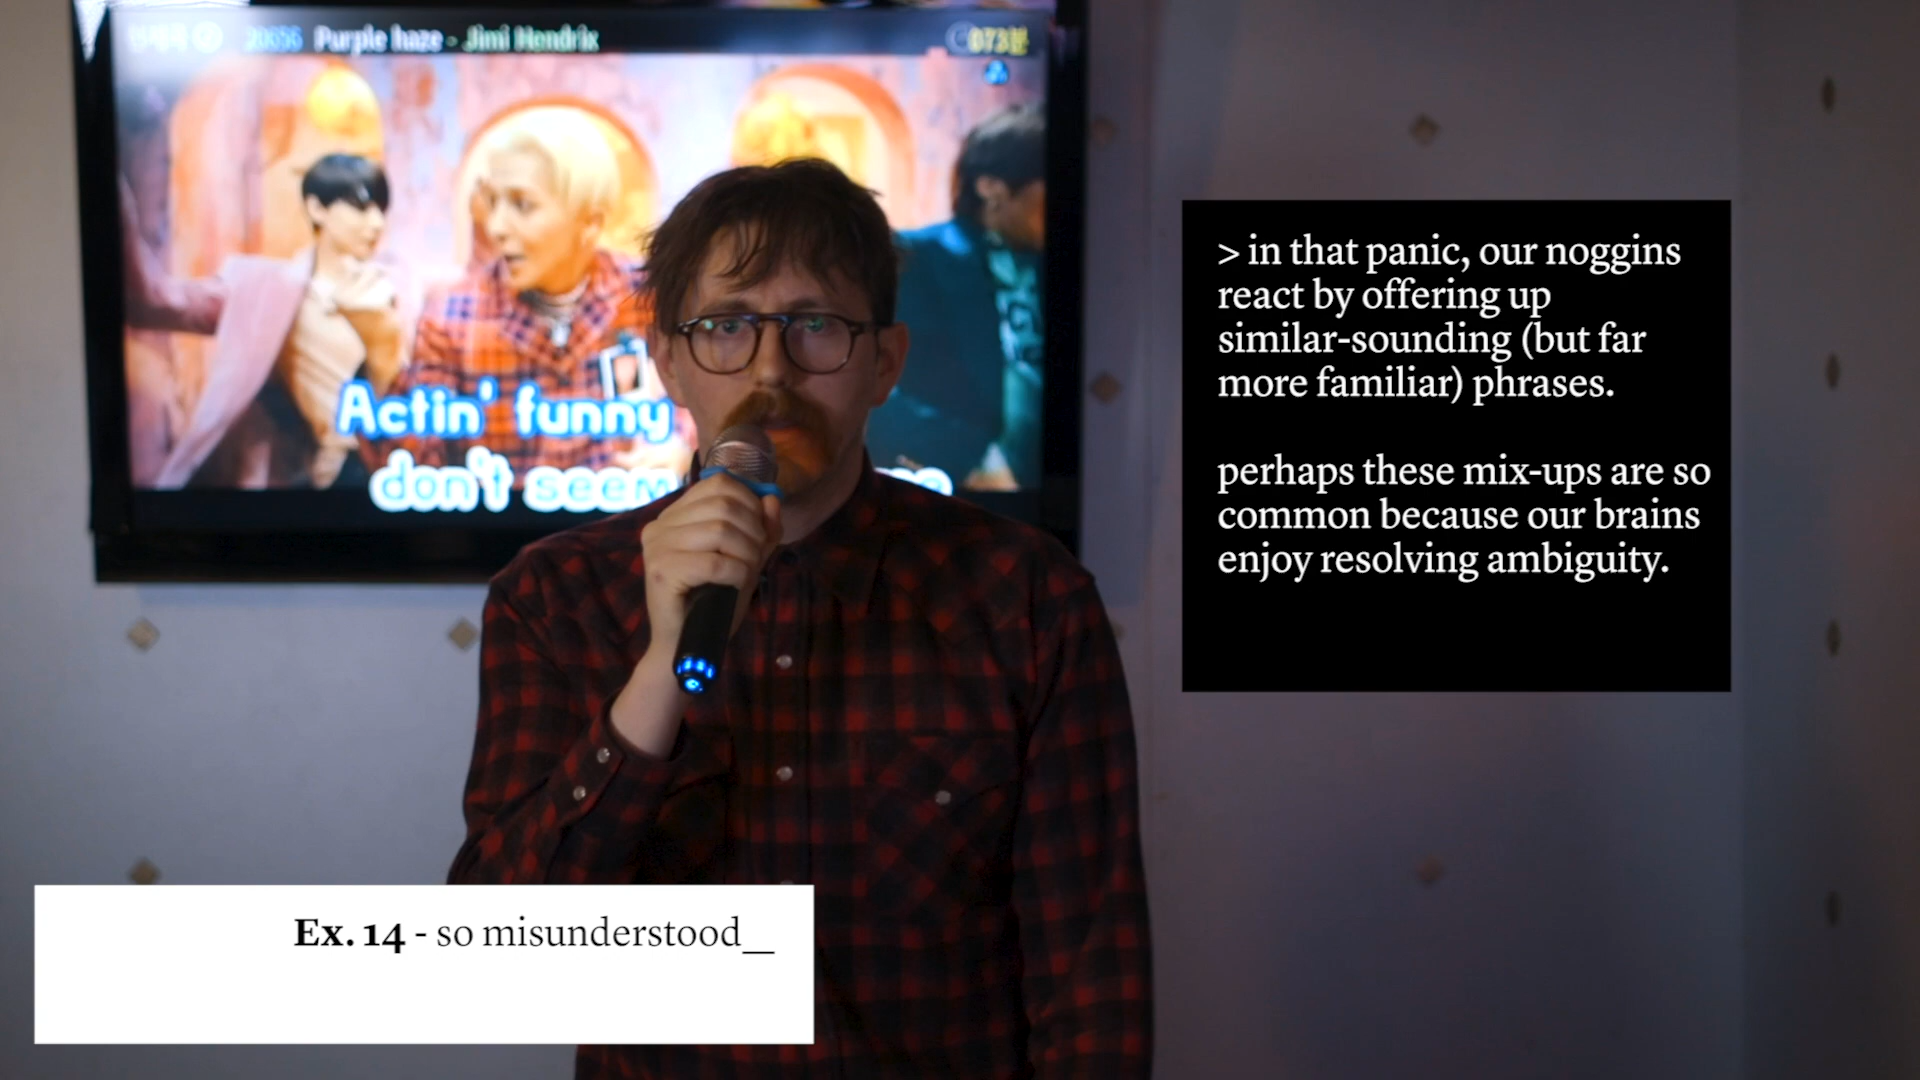 20656 Purple haze - Jimi Hendrix
Actin' funny
don't seem
> in that panic, our noggins
react by offering up
similar-sounding (but far
more familiar) phrases.
perhaps these mix-ups are so
common because our brains
enjoy resolving ambiguity.
Ex. 14 - so misunderstood_